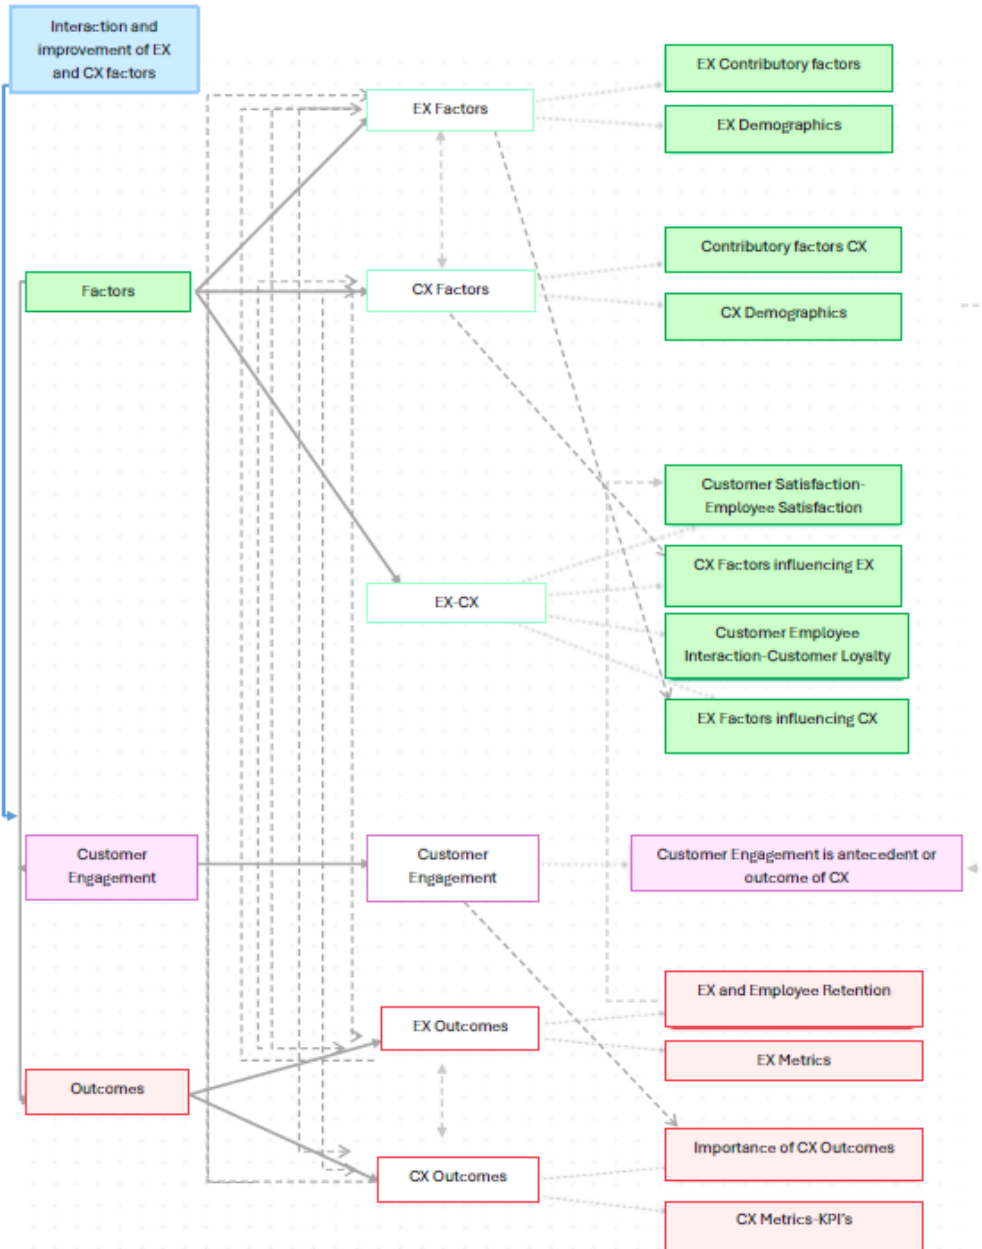 Interaction and
improvement of EX
and CX factors
EX Contributory factors
EX Factors
EX Demographics
Contributory factors CX
Factors
CX Factors
CX Demographics
Customer Satisfaction-
Employee Satisfaction
CX Factors influencing EX
EX-CX
Customer Employee
Interaction-Customer Loyalty
EX Factors influencing CX
Customer
Engagement
Customer
Engagement
Customer Engagement is antecedent or
outcome of CX
EX and Employee Retention
EX Outcomes
EX Metrics
Outcomes
Importance of CX Outcomes
CX Outcomes
CX Metrics-KPI's